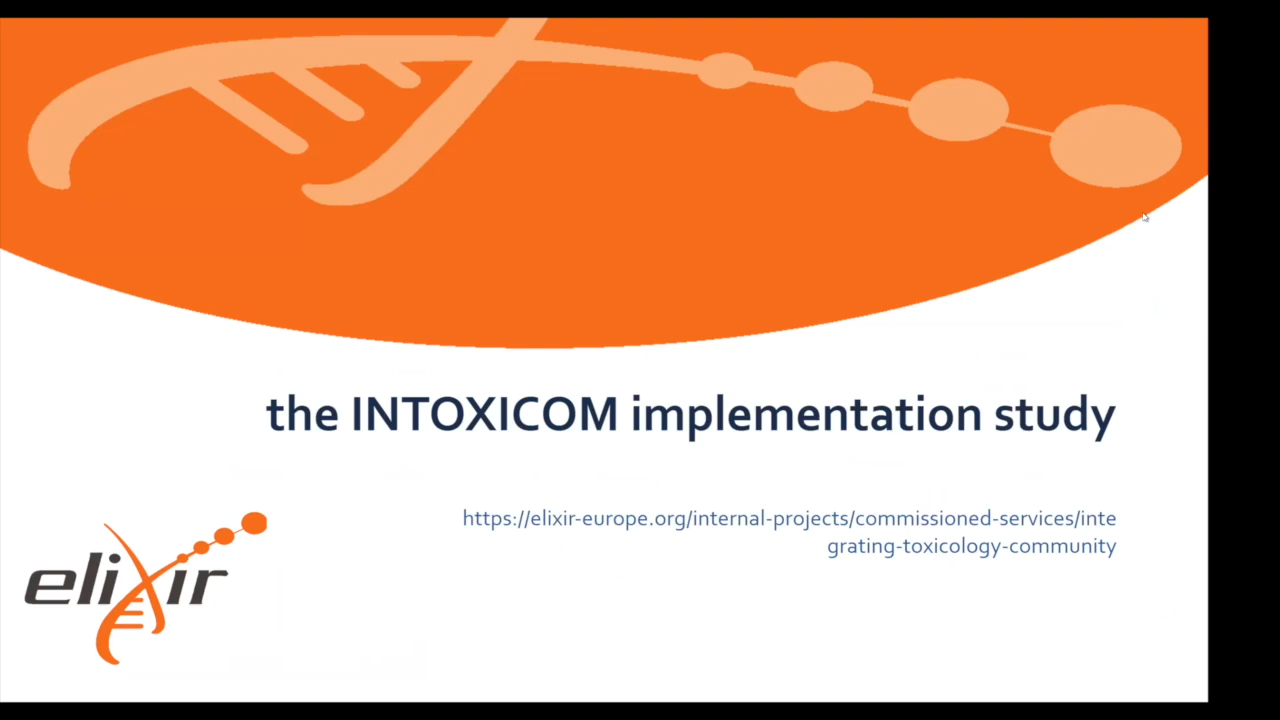 the INTOXICOM implementation study
https://elixir-europe.org/internal-projects/commissioned-services/inte
grating-toxicology-community
elixir